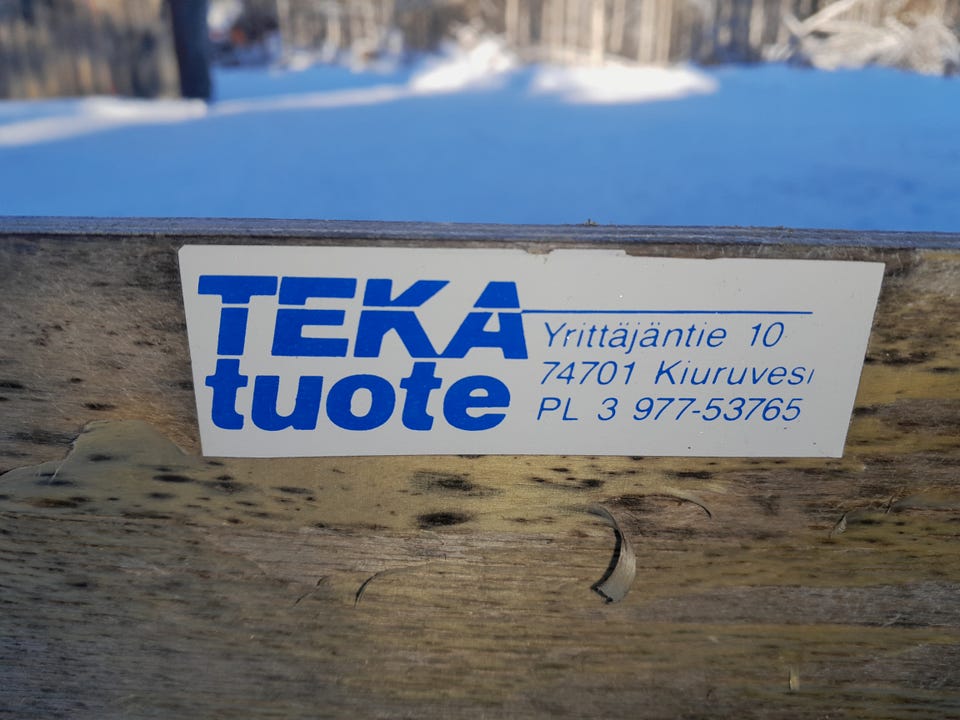 TEKA
tuote
Yrittäjäntie 10
74701 Kiuruvesi
PL 3 977-53765